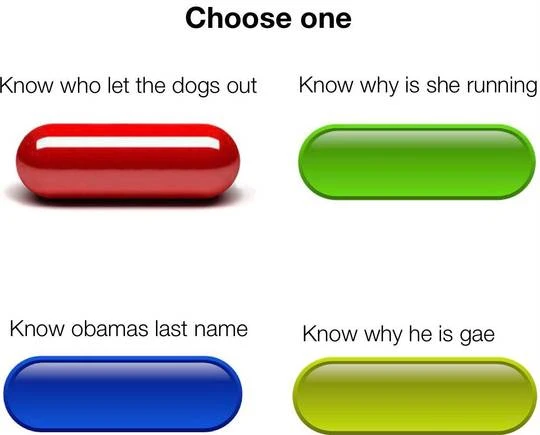 Choose one
Know who let the dogs out
Know why is she running
Know obamas last name
Know why he is gae